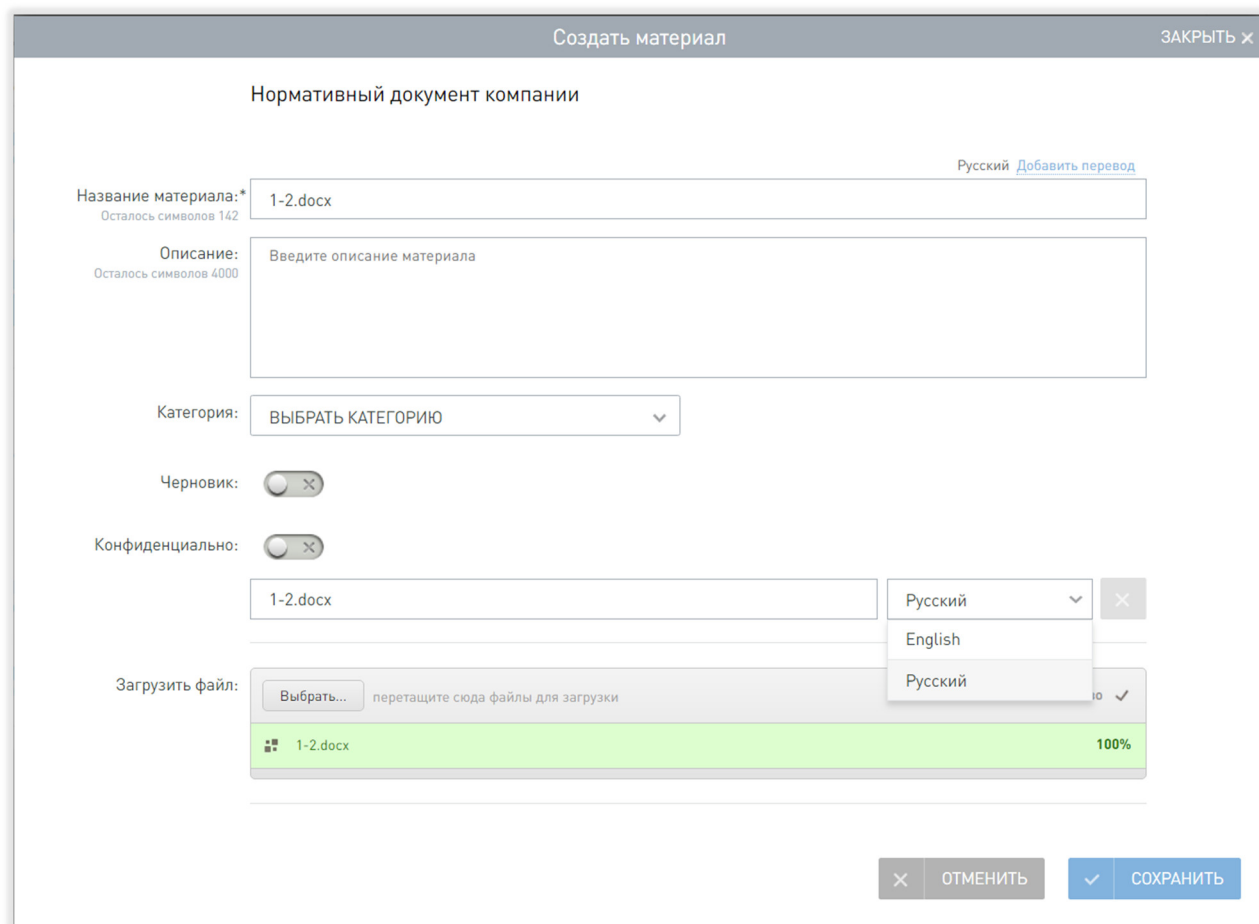 Создать материал
ЗАКРЫТЬ ×
Нормативный документ компании
Русский Добавить перевод
Название материала:* 1-2.docx
Осталось символов 142
Описание: Введите описание материала
Осталось символов 4000
Категория: ВЫБРАТЬ КАТЕГОРИЮ
Черновик:
Конфиденциально:
1-2.docx Русский
English
Русский
Загрузить файл: Выбрать... перетащите сюда файлы для загрузки
1-2.docx 100%
ОТМЕНИТЬ СОХРАНИТЬ